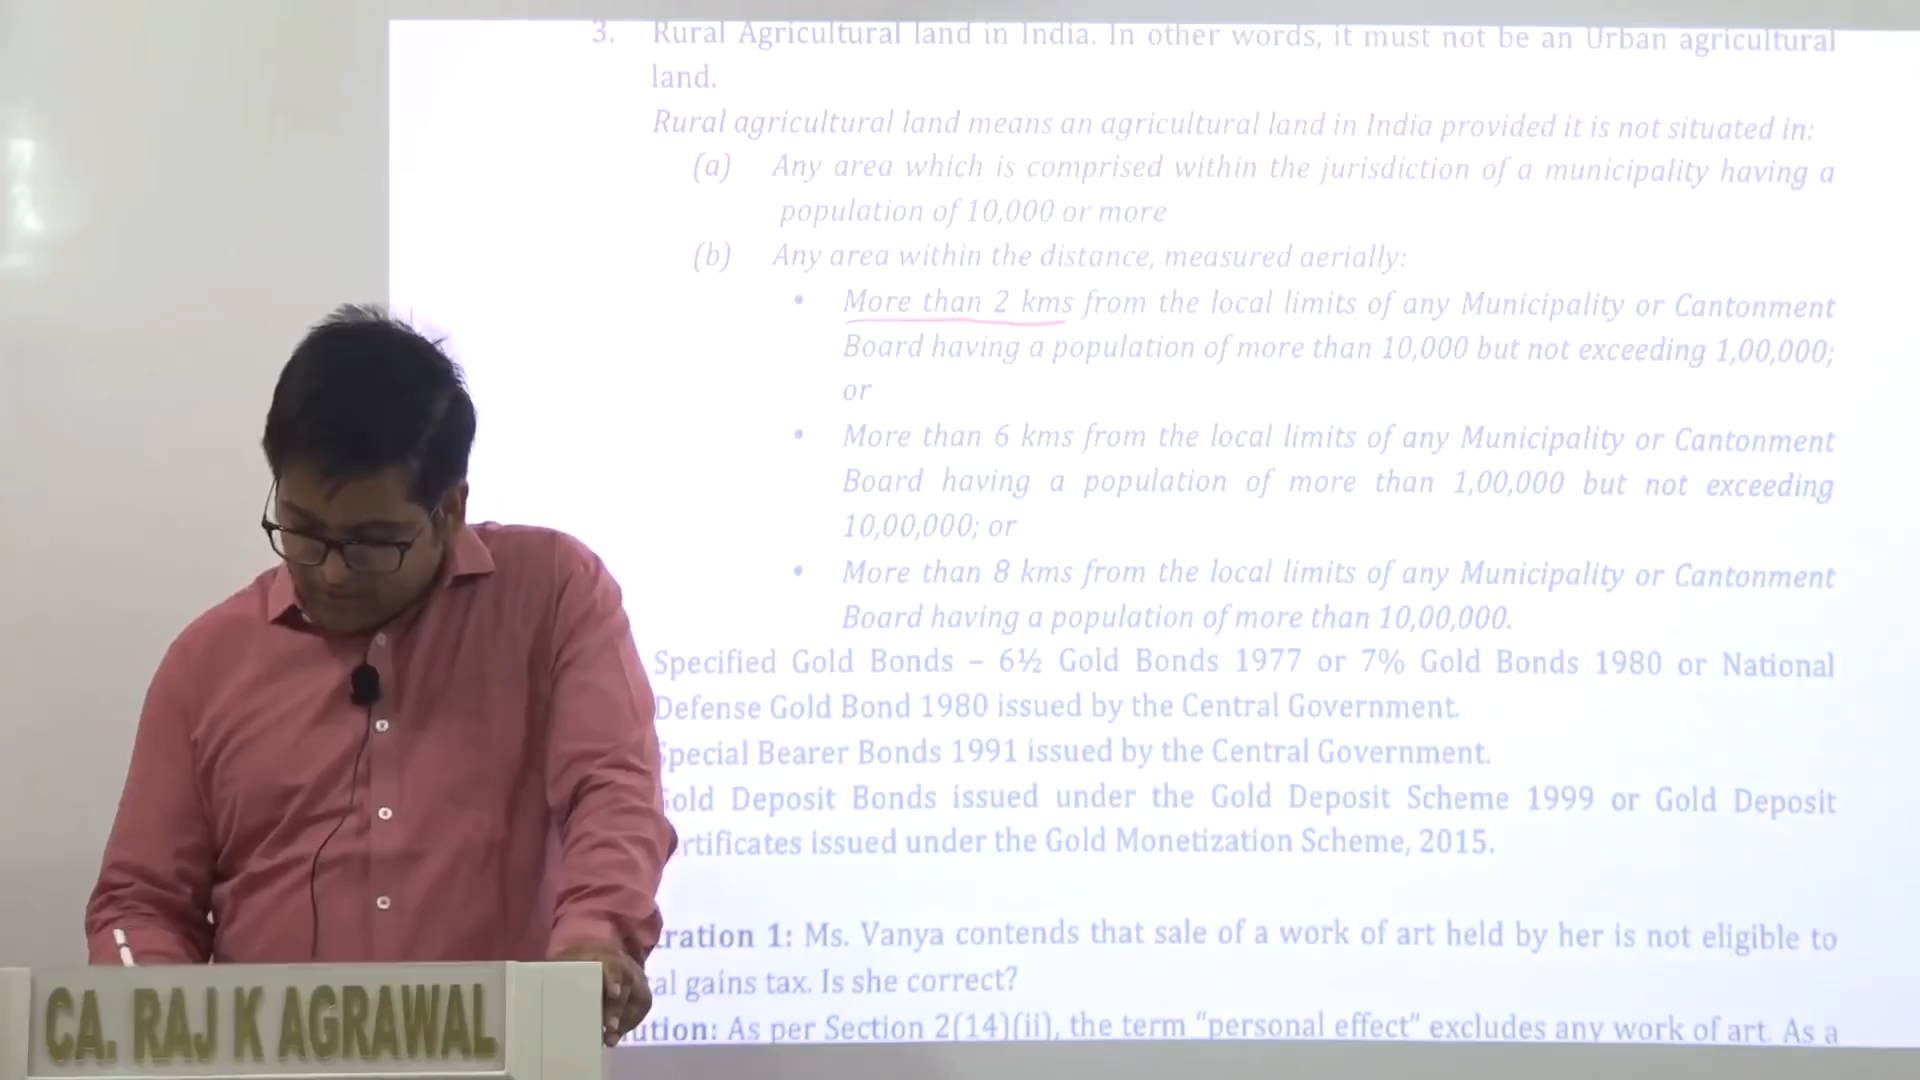 3. Rural Agricultural land in India. In other words, it must not be an Urban agricultural
land.
Rural agricultural land means an agricultural land in India provided it is not situated in:
(a) Any area which is comprised within the jurisdiction of a municipality having a
population of 10,000 or more
(b) Any area within the distance, measured aerially:
• More than 2 kms from the local limits of any Municipality or Cantonment
Board having a population of more than 10,000 but not exceeding 1,00,000;
or
• More than 6 kms from the local limits of any Municipality or Cantonment
Board having a population of more than 1,00,000 but not exceeding
10,00,000; or
• More than 8 kms from the local limits of any Municipality or Cantonment
Board having a population of more than 10,00,000.
Specified Gold Bonds – 6½ Gold Bonds 1977 or 7% Gold Bonds 1980 or National
Defense Gold Bond 1980 issued by the Central Government.
Special Bearer Bonds 1991 issued by the Central Government.
Gold Deposit Bonds issued under the Gold Deposit Scheme 1999 or Gold Deposit
rtificates issued under the Gold Monetization Scheme, 2015.
tration 1: Ms. Vanya contends that sale of a work of art held by her is not eligible to
al gains tax. Is she correct?
ution: As per Section 2(14)(ii), the term “personal effect” excludes any work of art. As a
CA. RAJ K AGRAWAL